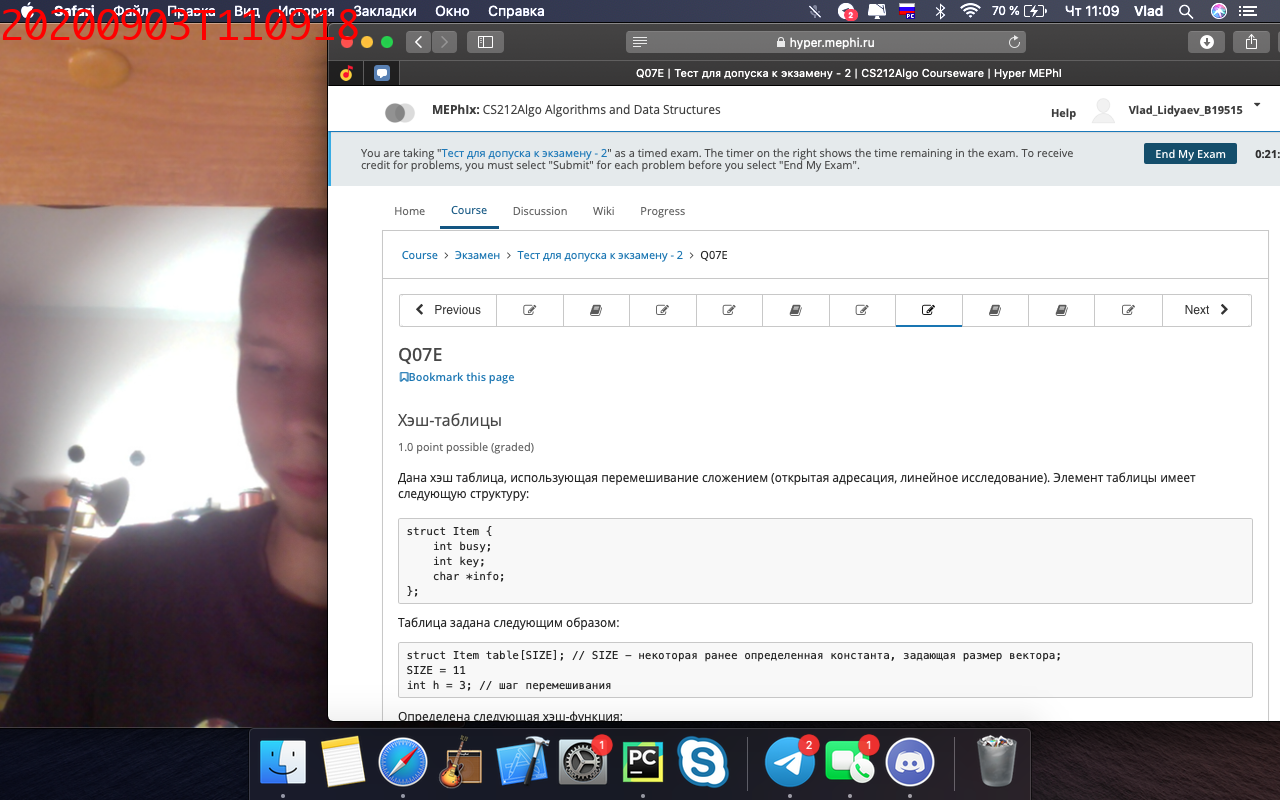 Safari Файл Правка Вид История Закладки Окно Справка 2 РС 70 % Чт 11:09 Vlad
20200903T110918
hyper.mephi.ru
Q07E | Тест для допуска к экзамену - 2 | CS212Algo Courseware | Hyper MEPhI
MEPhIx: CS212Algo Algorithms and Data Structures
Help Vlad_Lidyaev_B19515
You are taking "Тест для допуска к экзамену - 2" as a timed exam. The timer on the right shows the time remaining in the exam. To receive
credit for problems, you must select "Submit" for each problem before you select "End My Exam".
End My Exam 0:21:
Home Course Discussion Wiki Progress
Course > Экзамен > Тест для допуска к экзамену - 2 > Q07E
Previous Next
Q07E
Bookmark this page
Хэш-таблицы
1.0 point possible (graded)
Дана хэш таблица, использующая перемешивание сложением (открытая адресация, линейное исследование). Элемент таблицы имеет
следующую структуру:
struct Item {
int busy;
int key;
char *info;
};
Таблица задана следующим образом:
struct Item table[SIZE]; // SIZE – некоторая ранее определенная константа, задающая размер вектора;
SIZE = 11
int h = 3; // шаг перемешивания
Определена следующая хэш-функция:
1 PC 2 1